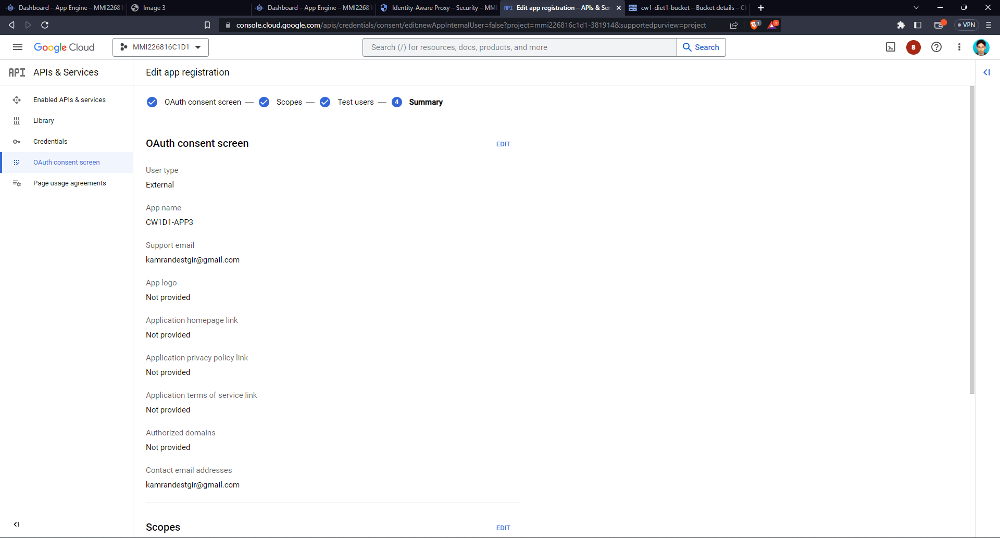 Dashboard – App Engine – MMI22681
Image 3
Dashboard – App Engine – MMI22681
Identity-Aware Proxy – Security – MM
API Edit app registration – APIs & Ser
cw1-diet1-bucket – Bucket details – C
console.cloud.google.com/apis/credentials/consent/edit;newAppInternalUser=false?project=mmi226816c1d1-381914&supportedpurview=project
1
1
VPN
Google Cloud
MMI226816C1D1
Search (/) for resources, docs, products, and more
Search
8
API APIs & Services
Edit app registration
Enabled APIs & services
Library
Credentials
OAuth consent screen
Page usage agreements
OAuth consent screen — Scopes — Test users — 4 Summary
OAuth consent screen
EDIT
User type
External
App name
CW1D1-APP3
Support email
kamrandestgir@gmail.com
App logo
Not provided
Application homepage link
Not provided
Application privacy policy link
Not provided
Application terms of service link
Not provided
Authorized domains
Not provided
Contact email addresses
kamrandestgir@gmail.com
Scopes
EDIT